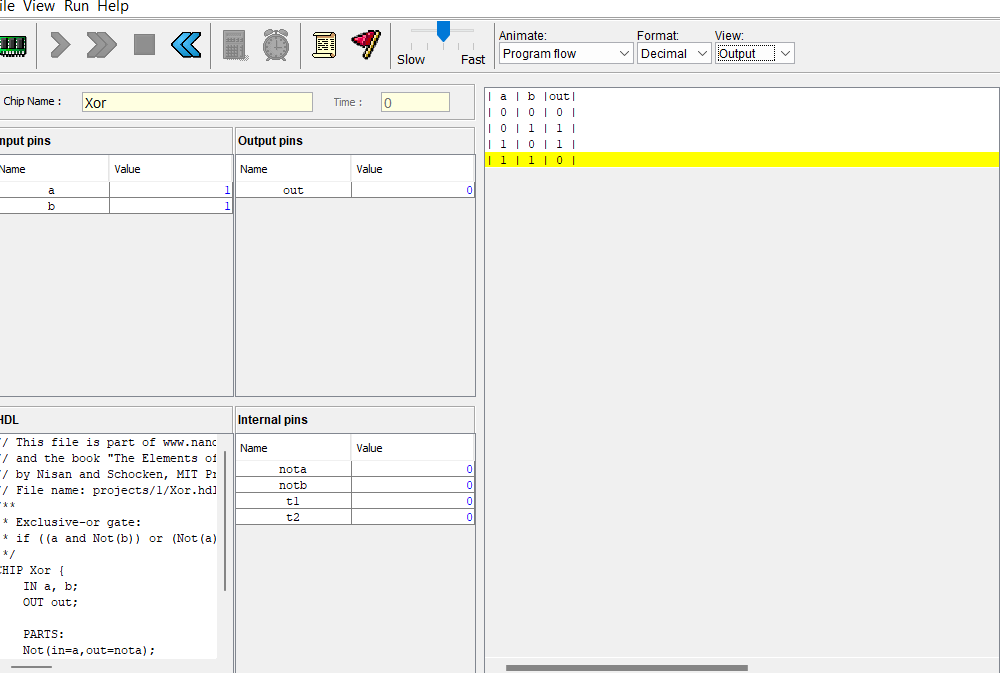 ile View Run Help
Slow Fast
Animate: Format: View:
Program flow Decimal Output
Chip Name : Xor Time : 0
nput pins
Name Value
a 1
b 1
Output pins
Name Value
out 0
| a | b |out|
| 0 | 0 | 0 |
| 0 | 1 | 1 |
| 1 | 0 | 1 |
| 1 | 1 | 0 |
HDL
// This file is part of www.nanc
// and the book "The Elements of
// by Nisan and Schocken, MIT Pr
// File name: projects/1/Xor.hdl
/**
* Exclusive-or gate:
* if ((a and Not(b)) or (Not(a)
*/
CHIP Xor {
IN a, b;
OUT out;
PARTS:
Not(in=a,out=nota);
Internal pins
Name Value
nota 0
notb 0
t1 0
t2 0